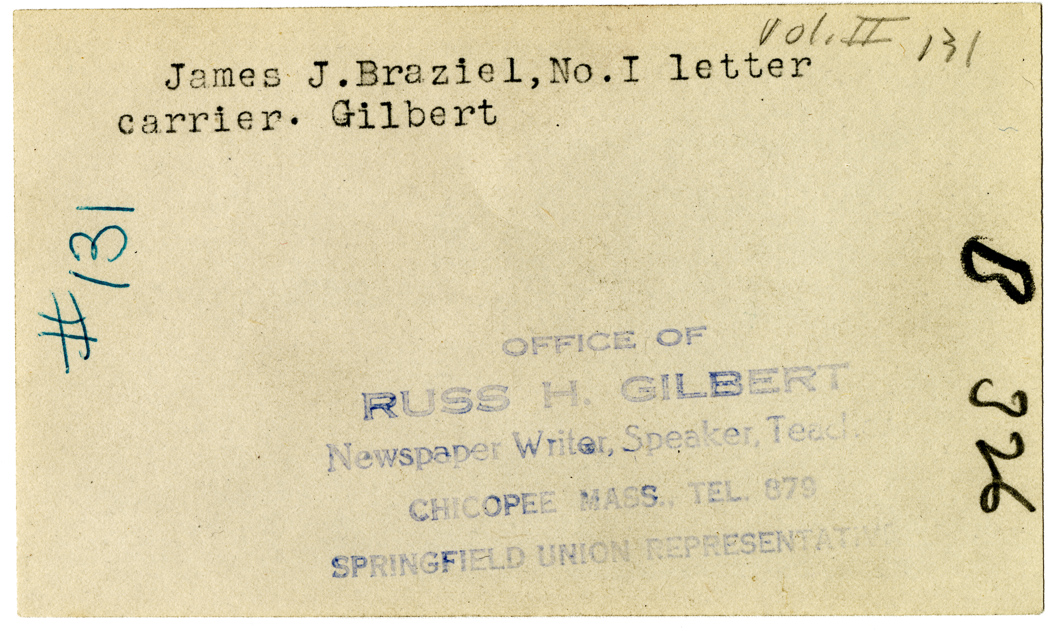 Vol. II 131
James J.Braziel,No.I letter
carrier. Gilbert
#131
OFFICE OF
RUSS H. GILBERT
Newspaper Writer, Speaker,
CHICOPEE MASS., TEL. 879
SPRINGFIELD UNION
B 326